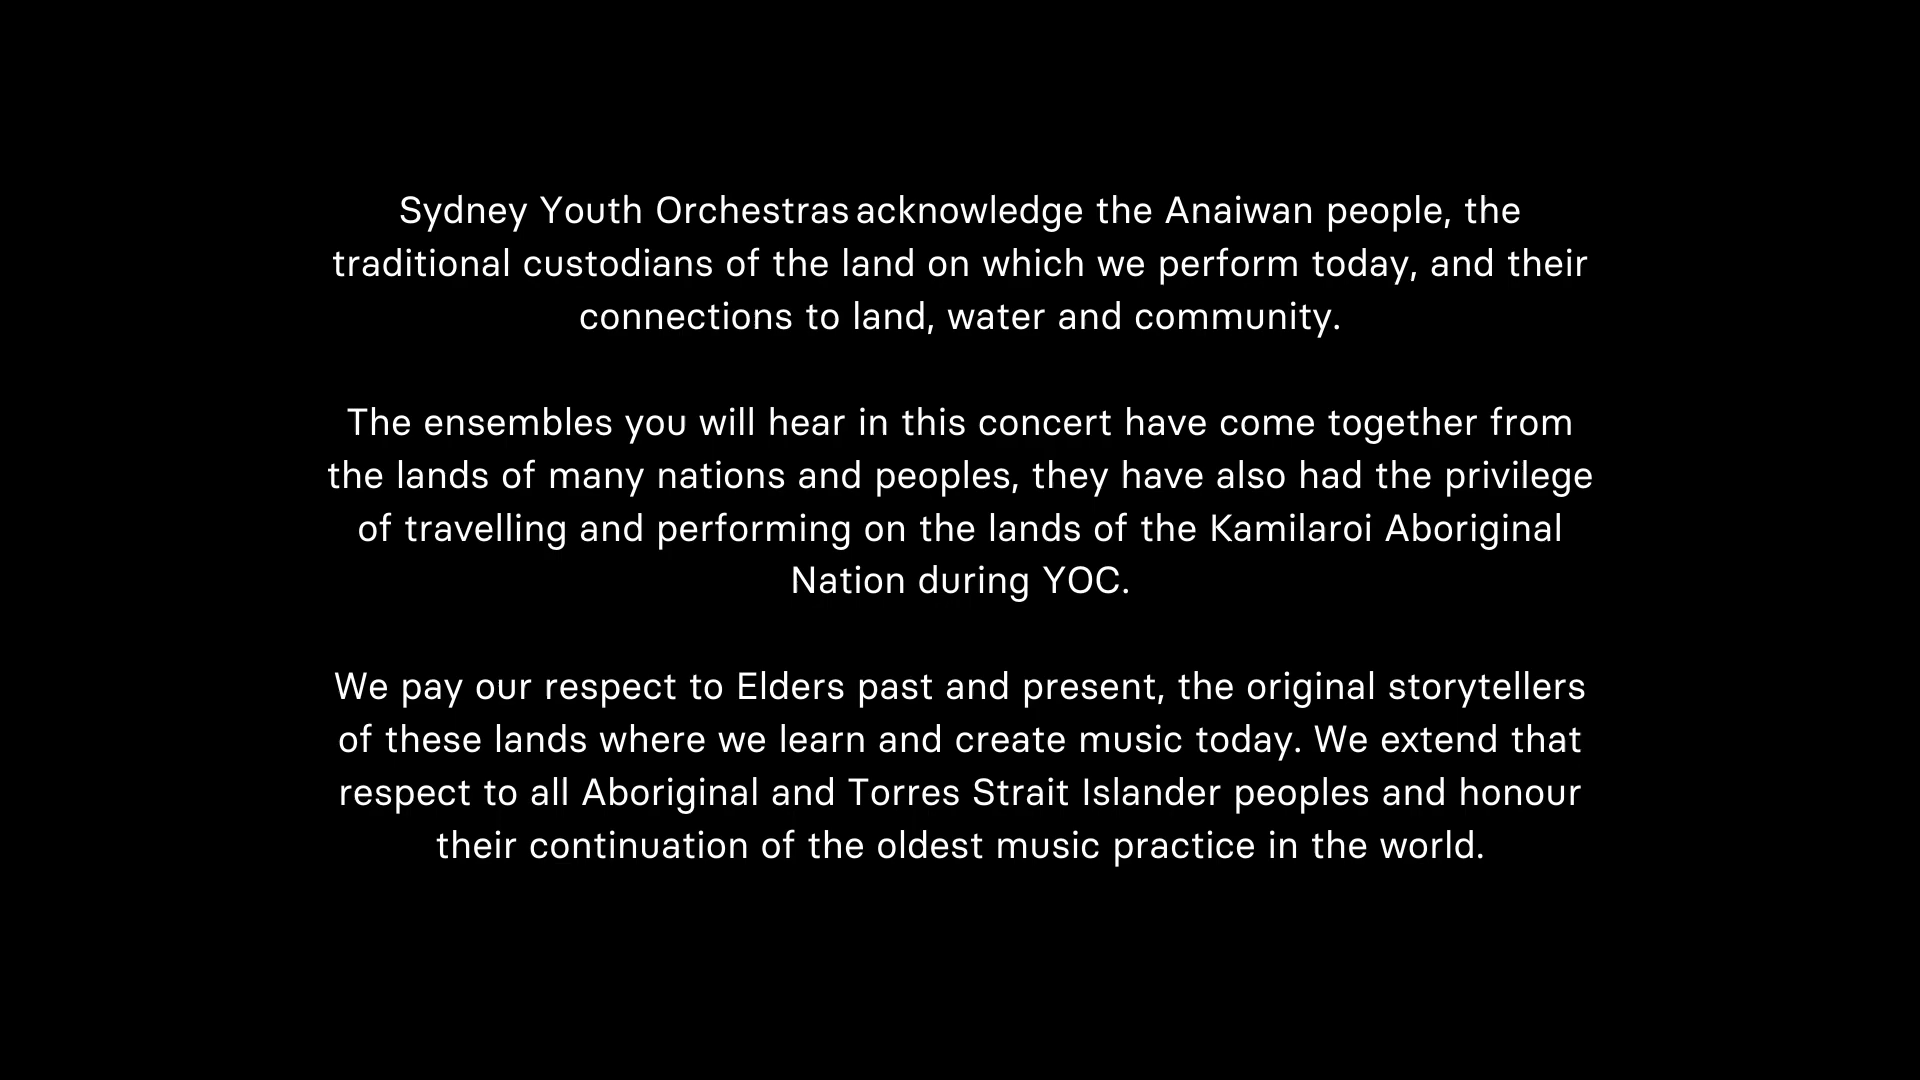 Sydney Youth Orchestras acknowledge the Anaiwan people, the
traditional custodians of the land on which we perform today, and their
connections to land, water and community.
The ensembles you will hear in this concert have come together from
the lands of many nations and peoples, they have also had the privilege
of travelling and performing on the lands of the Kamilaroi Aboriginal
Nation during YOC.
We pay our respect to Elders past and present, the original storytellers
of these lands where we learn and create music today. We extend that
respect to all Aboriginal and Torres Strait Islander peoples and honour
their continuation of the oldest music practice in the world.